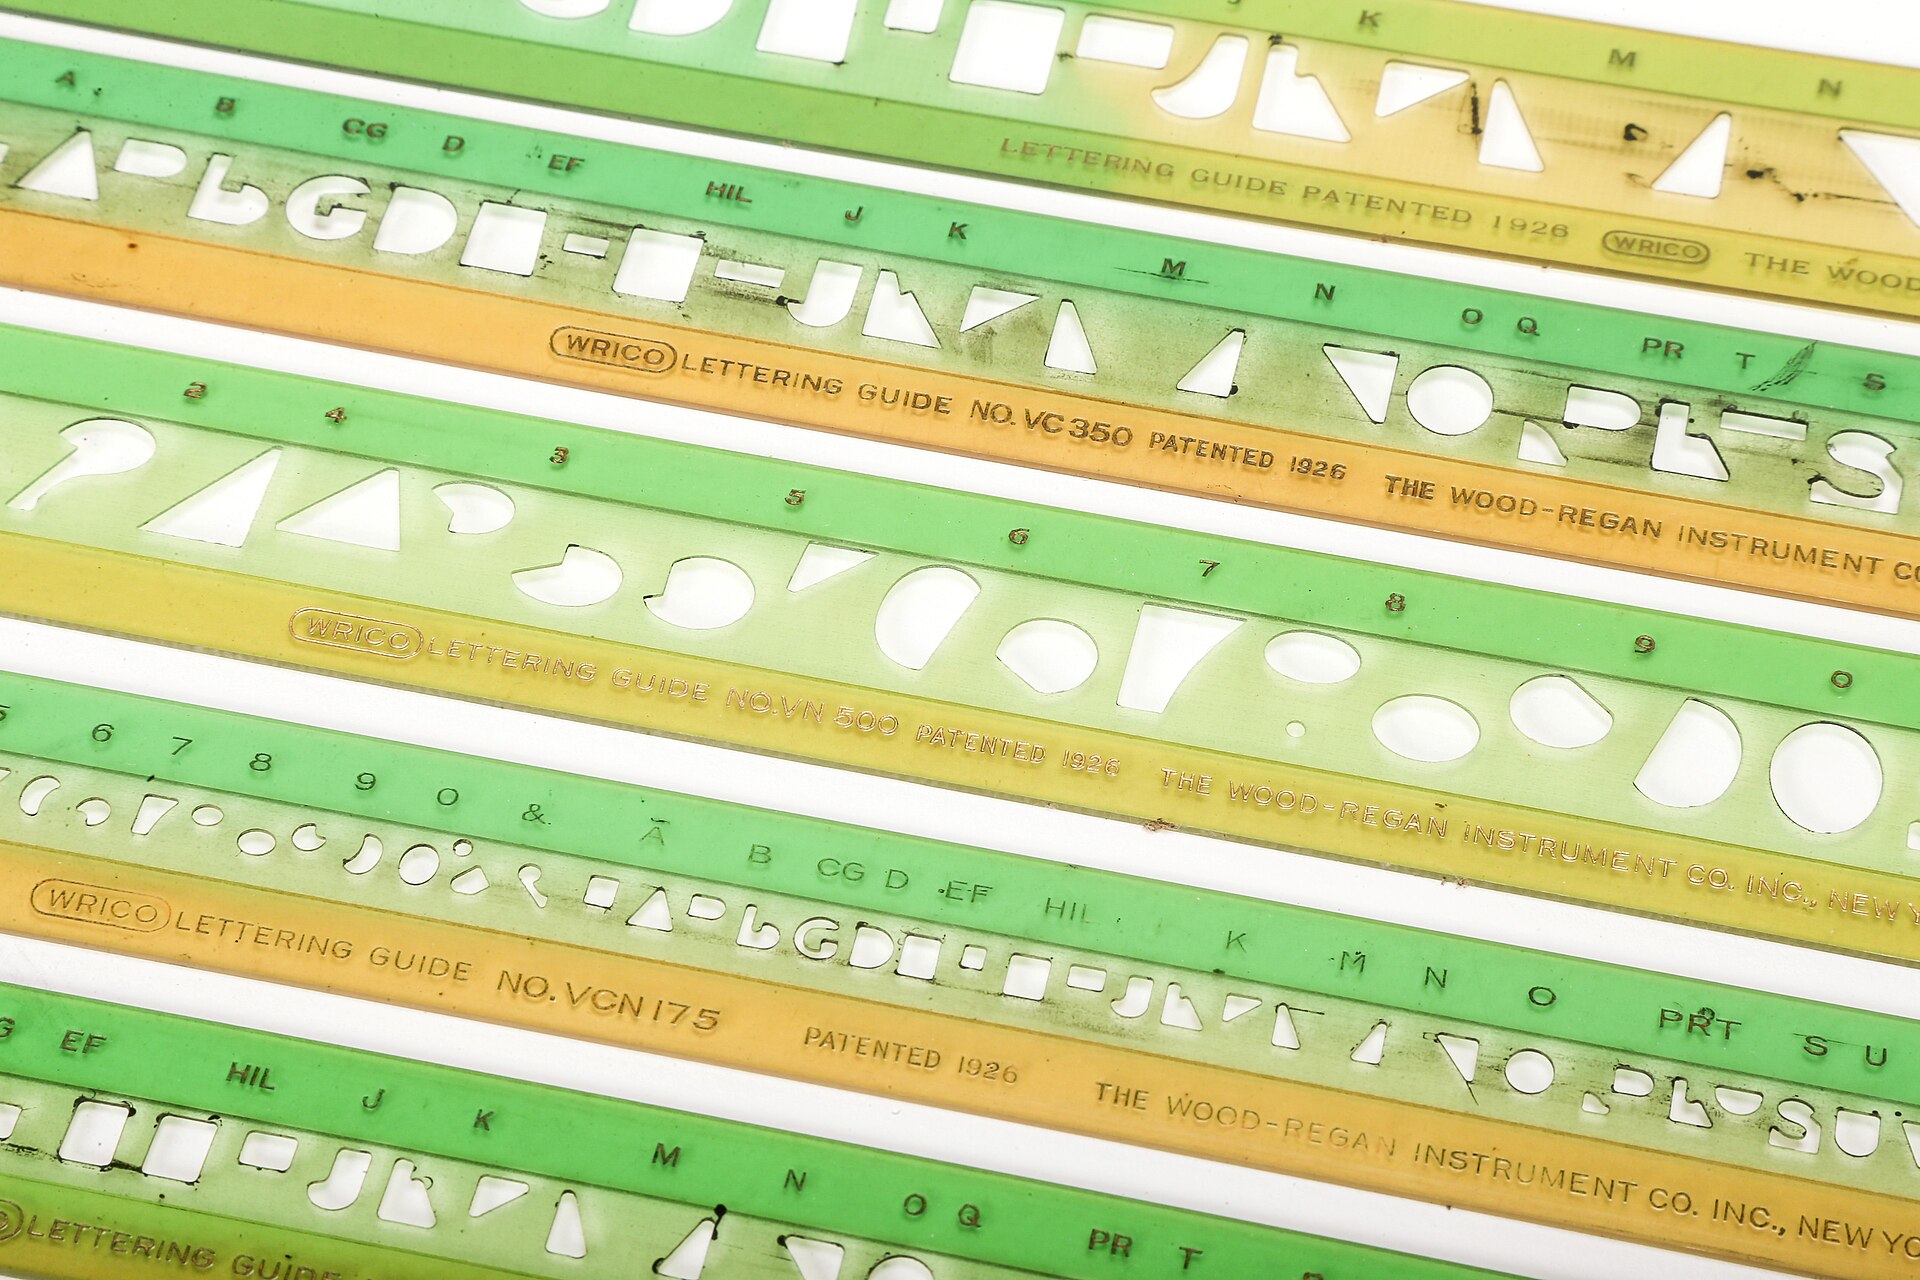 K M N
LETTERING GUIDE PATENTED 1926 WRICO THE WOOD
A B CG D EF HIL J K M N O Q PR T S
WRICO LETTERING GUIDE NO. VC 350 PATENTED 1926 THE WOOD-REGAN INSTRUMENT CO
2 4 3 5 6 7 8 9 0
WRICO LETTERING GUIDE NO. VN 500 PATENTED 1926 THE WOOD-REGAN INSTRUMENT CO. INC., NEW Y
5 6 7 8 9 0 & A B CG D EF HIL K M N O PRT S U
WRICO LETTERING GUIDE NO. VCN 175 PATENTED 1926 THE WOOD-REGAN INSTRUMENT CO. INC., NEW YO
G EF HIL J K M N O Q PR T
LETTERING GUIDE